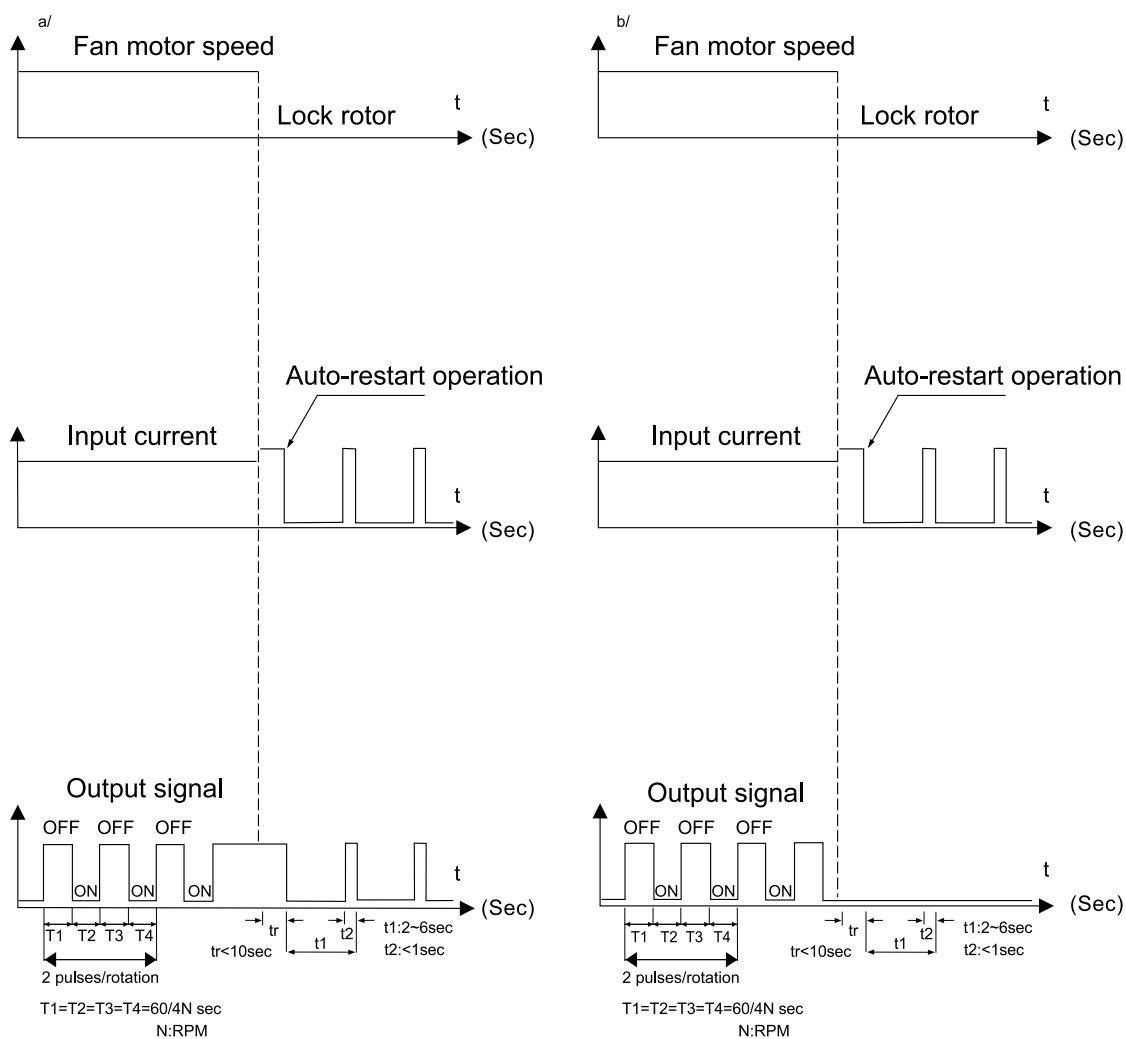 a/
Fan motor speed
t
Lock rotor
(Sec)
Auto-restart operation
Input current
t
(Sec)
Output signal
OFF OFF OFF
t
ON ON ON
(Sec)
T1 T2 T3 T4
tr
t2
t1:2~6sec
tr<10sec
t1
t2:<1sec
2 pulses/rotation
T1=T2=T3=T4=60/4N sec
N:RPM
b/
Fan motor speed
t
Lock rotor
(Sec)
Auto-restart operation
Input current
t
(Sec)
Output signal
OFF OFF OFF
t
ON ON ON
(Sec)
T1 T2 T3 T4
tr
t2
t1:2~6sec
tr<10sec
t1
t2:<1sec
2 pulses/rotation
T1=T2=T3=T4=60/4N sec
N:RPM